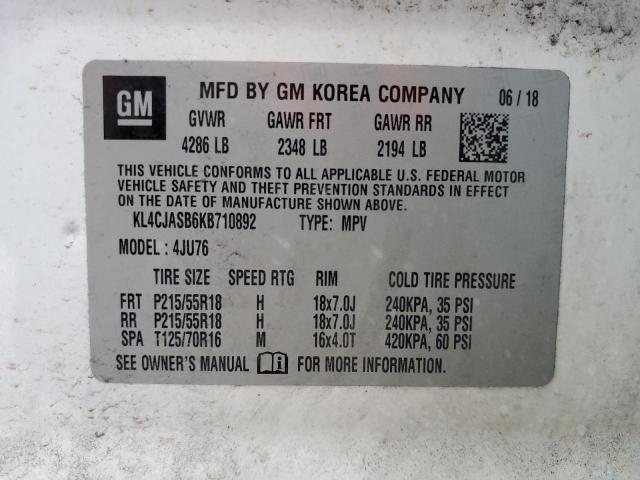 GM MFD BY GM KOREA COMPANY 06 / 18
GVWR GAWR FRT GAWR RR
4286 LB 2348 LB 2194 LB
THIS VEHICLE CONFORMS TO ALL APPLICABLE U.S. FEDERAL MOTOR
VEHICLE SAFETY AND THEFT PREVENTION STANDARDS IN EFFECT
ON THE DATE OF MANUFACTURE SHOWN ABOVE.
KL4CJASB6KB710892 TYPE: MPV
MODEL: 4JU76
TIRE SIZE SPEED RTG RIM COLD TIRE PRESSURE
FRT P215/55R18 H 18x7.0J 240KPA, 35 PSI
RR P215/55R18 H 18x7.0J 240KPA, 35 PSI
SPA T125/70R16 M 16x4.0T 420KPA, 60 PSI
SEE OWNER'S MANUAL FOR MORE INFORMATION